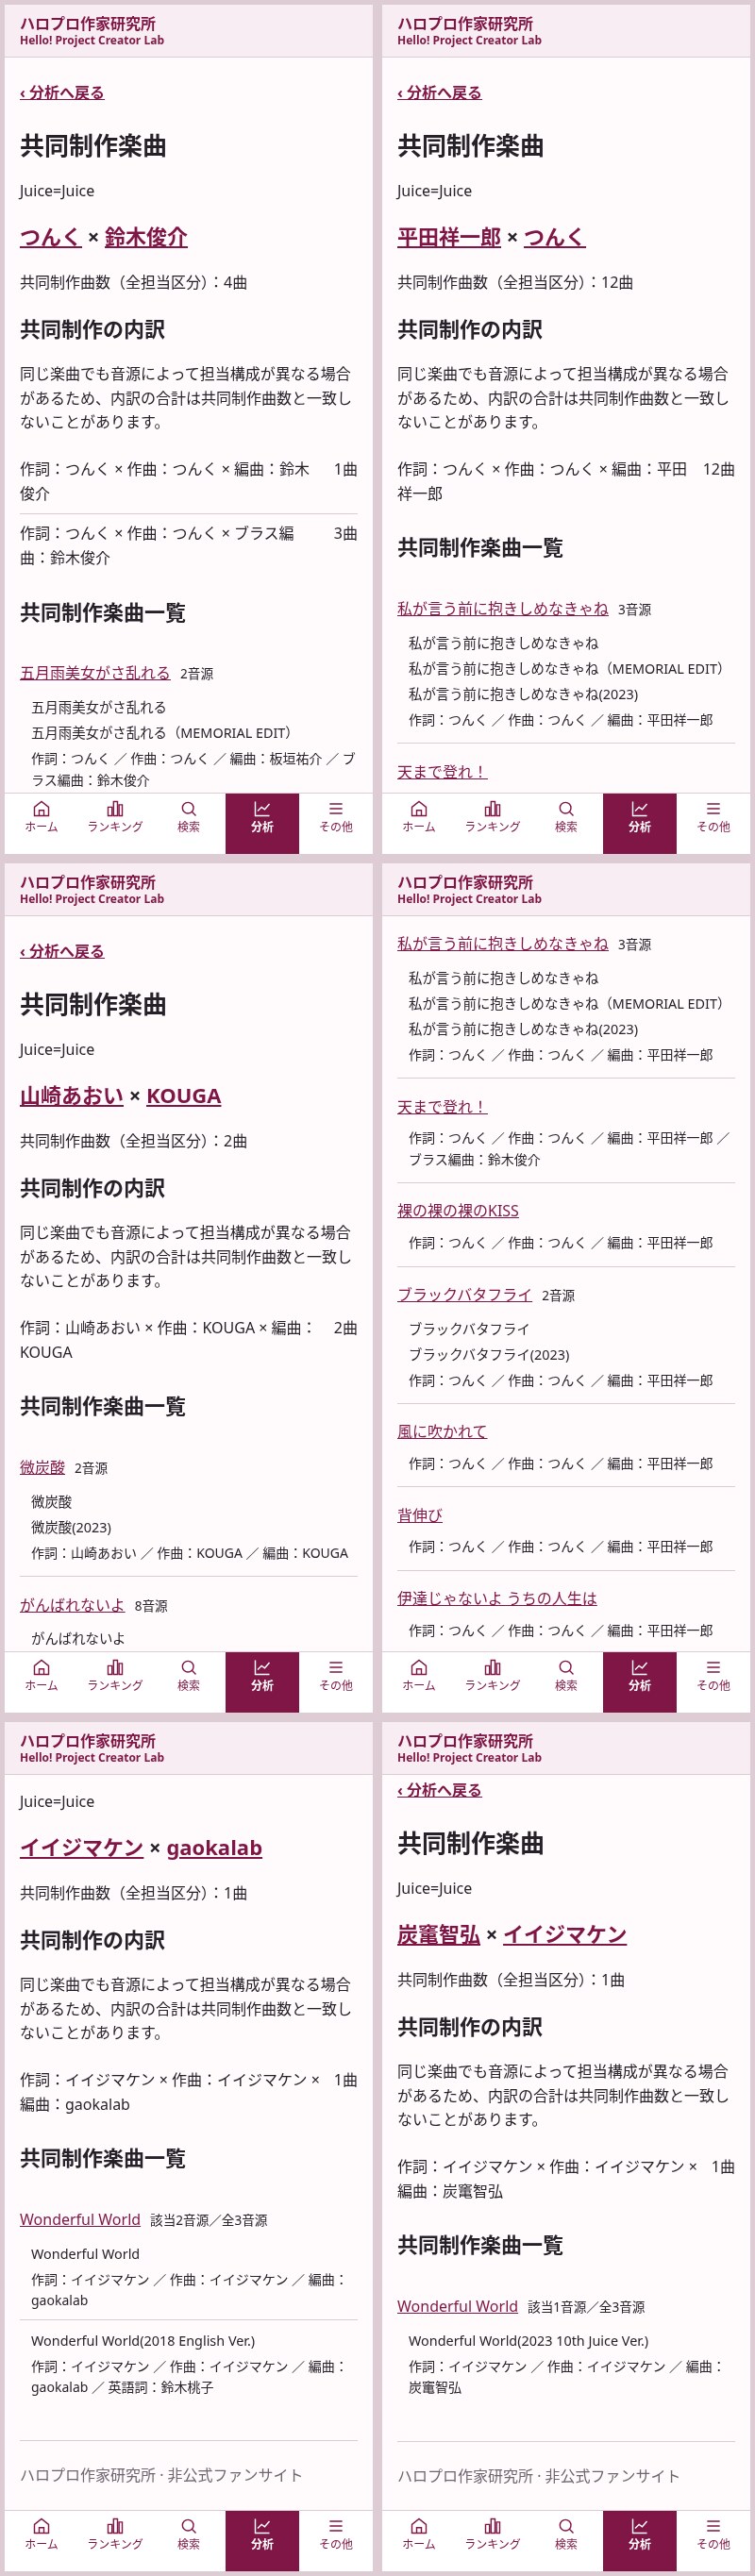 ハロプロ作家研究所
Hello! Project Creator Lab
‹ 分析へ戻る
共同制作楽曲
Juice=Juice
つんく × 鈴木俊介
共同制作曲数（全担当区分）：4曲
共同制作の内訳
同じ楽曲でも音源によって担当構成が異なる場合
があるため、内訳の合計は共同制作曲数と一致し
ないことがあります。
作詞：つんく × 作曲：つんく × 編曲：鈴木 1曲
俊介
作詞：つんく × 作曲：つんく × ブラス編 3曲
曲：鈴木俊介
共同制作楽曲一覧
五月雨美女がさ乱れる 2音源
五月雨美女がさ乱れる
五月雨美女がさ乱れる（MEMORIAL EDIT）
作詞：つんく ／ 作曲：つんく ／ 編曲：板垣祐介 ／ ブ
ラス編曲：鈴木俊介
ホーム ランキング 検索 分析 その他
ハロプロ作家研究所
Hello! Project Creator Lab
‹ 分析へ戻る
共同制作楽曲
Juice=Juice
平田祥一郎 × つんく
共同制作曲数（全担当区分）：12曲
共同制作の内訳
同じ楽曲でも音源によって担当構成が異なる場合
があるため、内訳の合計は共同制作曲数と一致し
ないことがあります。
作詞：つんく × 作曲：つんく × 編曲：平田 12曲
祥一郎
共同制作楽曲一覧
私が言う前に抱きしめなきゃね 3音源
私が言う前に抱きしめなきゃね
私が言う前に抱きしめなきゃね（MEMORIAL EDIT）
私が言う前に抱きしめなきゃね(2023)
作詞：つんく ／ 作曲：つんく ／ 編曲：平田祥一郎
天まで登れ！
ホーム ランキング 検索 分析 その他
ハロプロ作家研究所
Hello! Project Creator Lab
‹ 分析へ戻る
共同制作楽曲
Juice=Juice
山崎あおい × KOUGA
共同制作曲数（全担当区分）：2曲
共同制作の内訳
同じ楽曲でも音源によって担当構成が異なる場合
があるため、内訳の合計は共同制作曲数と一致し
ないことがあります。
作詞：山崎あおい × 作曲：KOUGA × 編曲： 2曲
KOUGA
共同制作楽曲一覧
微炭酸 2音源
微炭酸
微炭酸(2023)
作詞：山崎あおい ／ 作曲：KOUGA ／ 編曲：KOUGA
がんばれないよ 8音源
がんばれないよ
ホーム ランキング 検索 分析 その他
ハロプロ作家研究所
Hello! Project Creator Lab
私が言う前に抱きしめなきゃね 3音源
私が言う前に抱きしめなきゃね
私が言う前に抱きしめなきゃね（MEMORIAL EDIT）
私が言う前に抱きしめなきゃね(2023)
作詞：つんく ／ 作曲：つんく ／ 編曲：平田祥一郎
天まで登れ！
作詞：つんく ／ 作曲：つんく ／ 編曲：平田祥一郎 ／
ブラス編曲：鈴木俊介
裸の裸の裸のKISS
作詞：つんく ／ 作曲：つんく ／ 編曲：平田祥一郎
ブラックバタフライ 2音源
ブラックバタフライ
ブラックバタフライ(2023)
作詞：つんく ／ 作曲：つんく ／ 編曲：平田祥一郎
風に吹かれて
作詞：つんく ／ 作曲：つんく ／ 編曲：平田祥一郎
背伸び
作詞：つんく ／ 作曲：つんく ／ 編曲：平田祥一郎
伊達じゃないよ うちの人生は
作詞：つんく ／ 作曲：つんく ／ 編曲：平田祥一郎
ホーム ランキング 検索 分析 その他
ハロプロ作家研究所
Hello! Project Creator Lab
Juice=Juice
イイジマケン × gaokalab
共同制作曲数（全担当区分）：1曲
共同制作の内訳
同じ楽曲でも音源によって担当構成が異なる場合
があるため、内訳の合計は共同制作曲数と一致し
ないことがあります。
作詞：イイジマケン × 作曲：イイジマケン × 1曲
編曲：gaokalab
共同制作楽曲一覧
Wonderful World 該当2音源／全3音源
Wonderful World
作詞：イイジマケン ／ 作曲：イイジマケン ／ 編曲：
gaokalab
Wonderful World(2018 English Ver.)
作詞：イイジマケン ／ 作曲：イイジマケン ／ 編曲：
gaokalab ／ 英語詞：鈴木桃子
ハロプロ作家研究所 · 非公式ファンサイト
ホーム ランキング 検索 分析 その他
ハロプロ作家研究所
Hello! Project Creator Lab
‹ 分析へ戻る
共同制作楽曲
Juice=Juice
炭竃智弘 × イイジマケン
共同制作曲数（全担当区分）：1曲
共同制作の内訳
同じ楽曲でも音源によって担当構成が異なる場合
があるため、内訳の合計は共同制作曲数と一致し
ないことがあります。
作詞：イイジマケン × 作曲：イイジマケン × 1曲
編曲：炭竃智弘
共同制作楽曲一覧
Wonderful World 該当1音源／全3音源
Wonderful World(2023 10th Juice Ver.)
作詞：イイジマケン ／ 作曲：イイジマケン ／ 編曲：
炭竃智弘
ハロプロ作家研究所 · 非公式ファンサイト
ホーム ランキング 検索 分析 その他